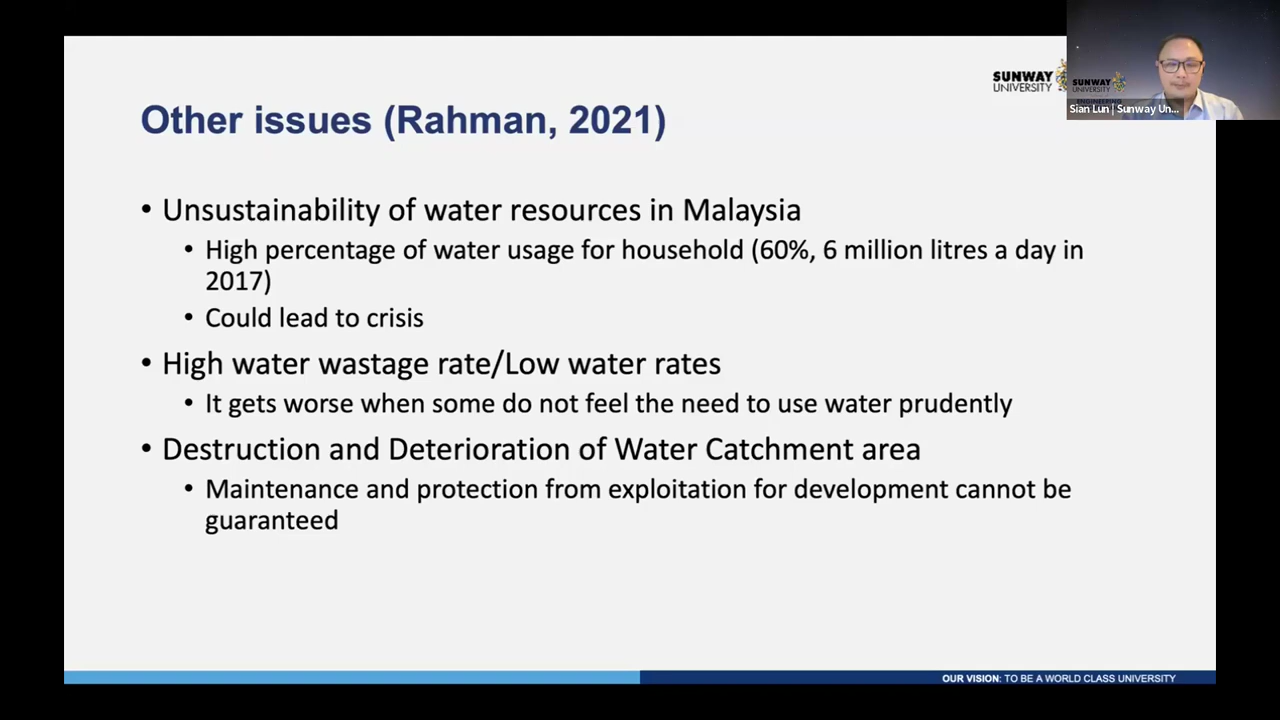 SUNWAY
UNIVERSITY
SUNWAY
UNIVERSITY
ENGINEERING
Sian Lun | Sunway Un...
Other issues (Rahman, 2021)
• Unsustainability of water resources in Malaysia
• High percentage of water usage for household (60%, 6 million litres a day in
2017)
• Could lead to crisis
• High water wastage rate/Low water rates
• It gets worse when some do not feel the need to use water prudently
• Destruction and Deterioration of Water Catchment area
• Maintenance and protection from exploitation for development cannot be
guaranteed
OUR VISION: TO BE A WORLD CLASS UNIVERSITY